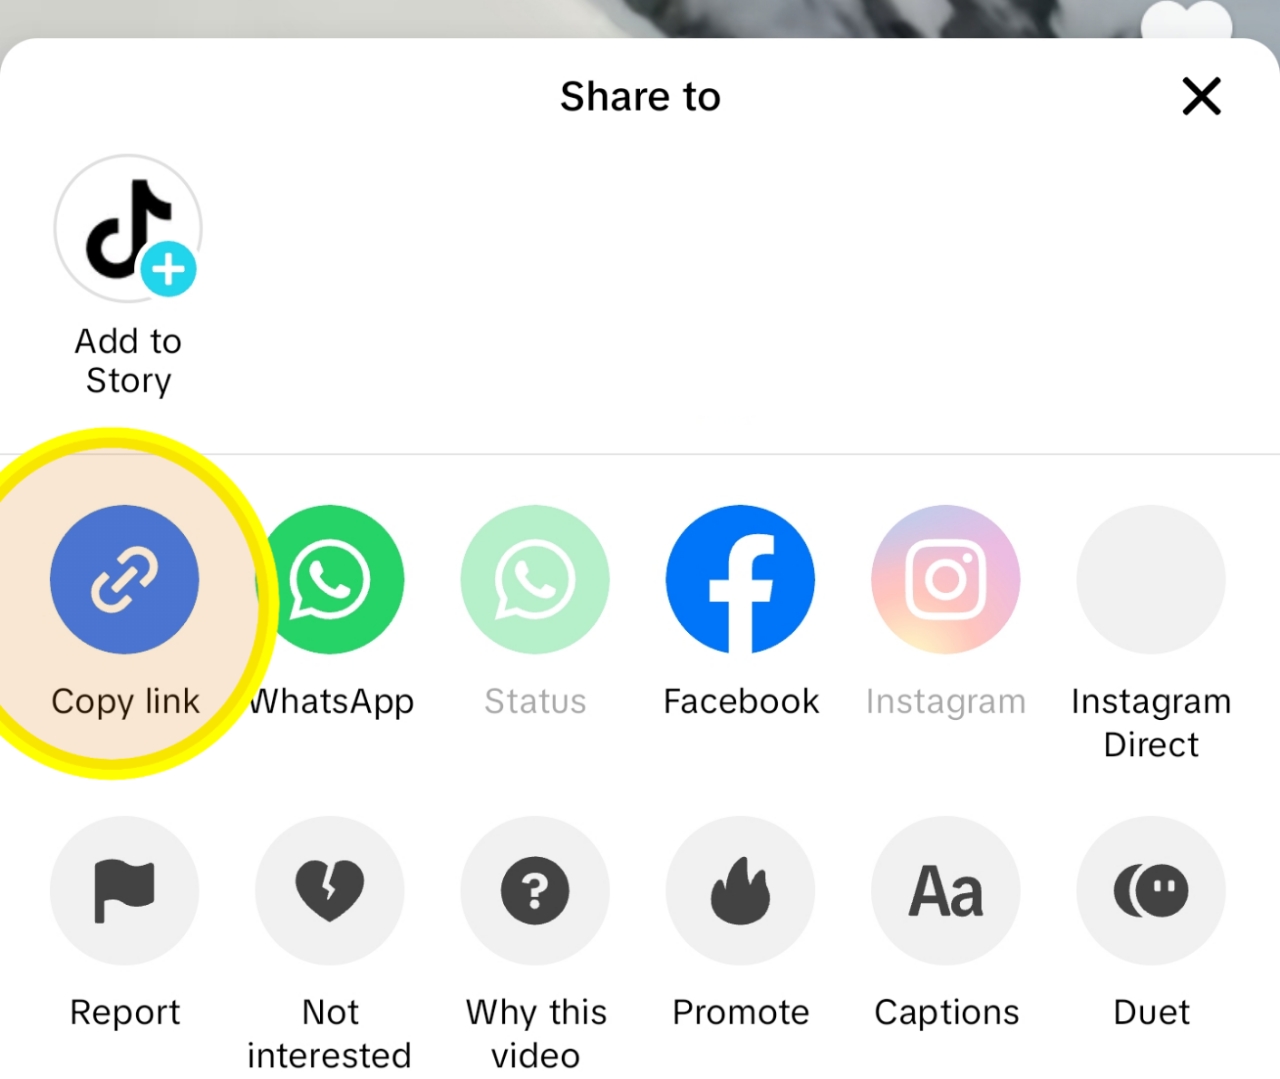 Share to
Add to
Story
Copy link
WhatsApp
Status
Facebook
Instagram
Instagram
Direct
Aa
Report
Not
interested
Why this
video
Promote
Captions
Duet